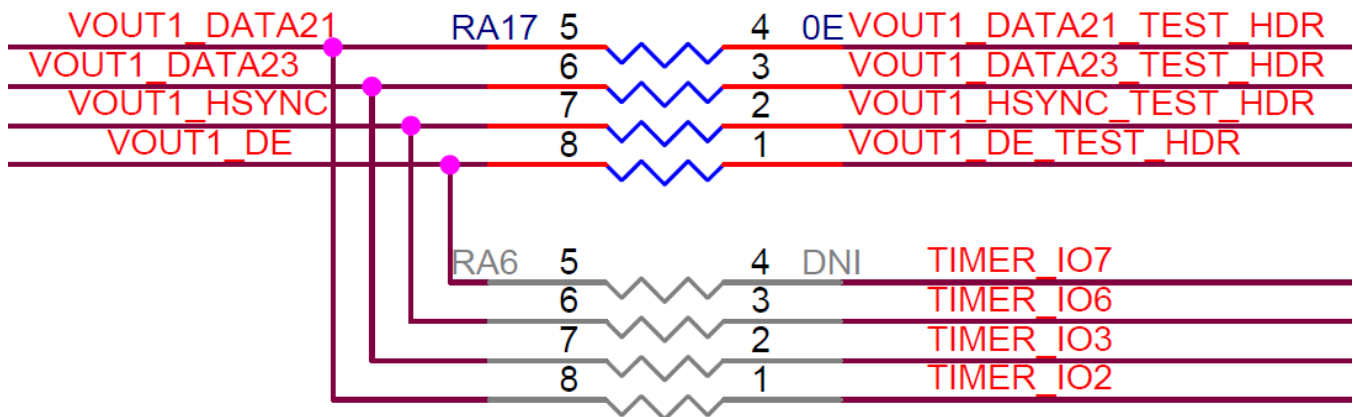 VOUT1_DATA21 RA17 5 4 0E VOUT1_DATA21_TEST_HDR
VOUT1_DATA23 6 3 VOUT1_DATA23_TEST_HDR
VOUT1_HSYNC 7 2 VOUT1_HSYNC_TEST_HDR
VOUT1_DE 8 1 VOUT1_DE_TEST_HDR
RA6 5 4 DNI TIMER_IO7
6 3 TIMER_IO6
7 2 TIMER_IO3
8 1 TIMER_IO2